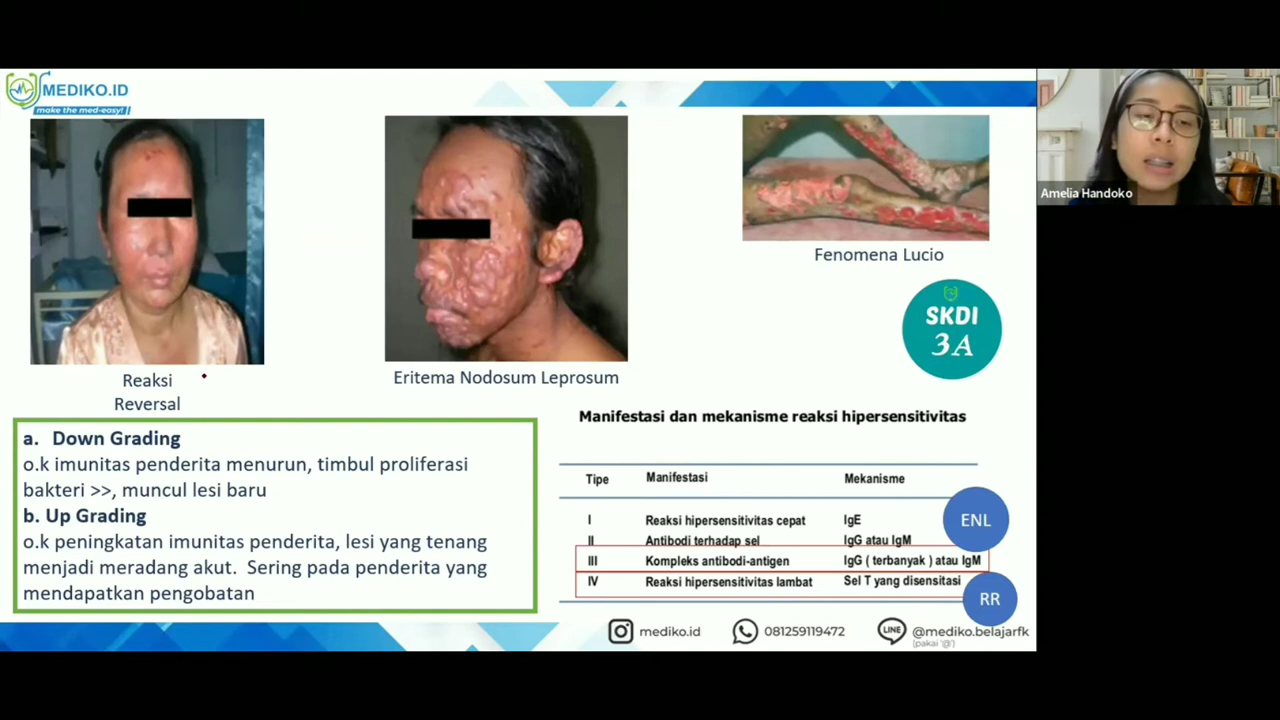 MEDIKO.ID
make the med-easy!
Amelia Handoko
Reaksi
Reversal
Eritema Nodosum Leprosum
Fenomena Lucio
SKDI
3A
a. Down Grading
o.k imunitas penderita menurun, timbul proliferasi
bakteri >>, muncul lesi baru
b. Up Grading
o.k peningkatan imunitas penderita, lesi yang tenang
menjadi meradang akut. Sering pada penderita yang
mendapatkan pengobatan
Manifestasi dan mekanisme reaksi hipersensitivitas
Tipe Manifestasi Mekanisme
I Reaksi hipersensitivitas cepat IgE
II Antibodi terhadap sel IgG atau IgM
III Kompleks antibodi-antigen IgG ( terbanyak ) atau IgM
IV Reaksi hipersensitivitas lambat Sel T yang disensitasi
ENL
RR
mediko.id
081259119472
LINE
@mediko.belajarfk
(pakai '@')